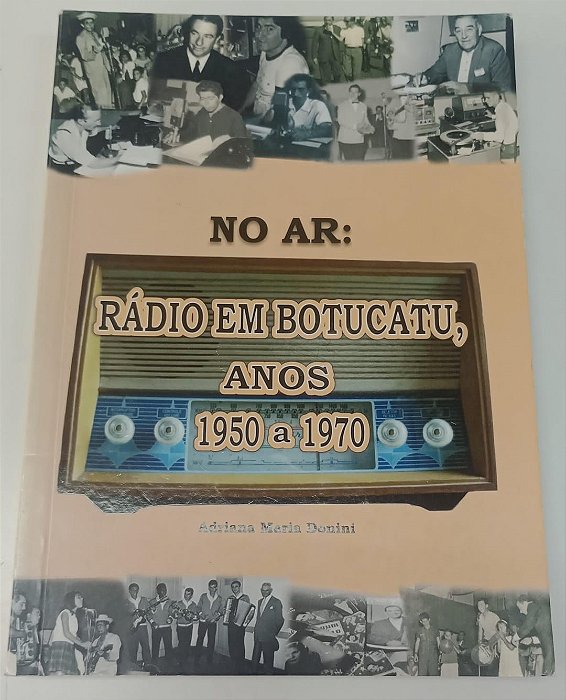 NO AR:
RÁDIO EM BOTUCATU,
ANOS
1950 a 1970
Adriana Maria Donini